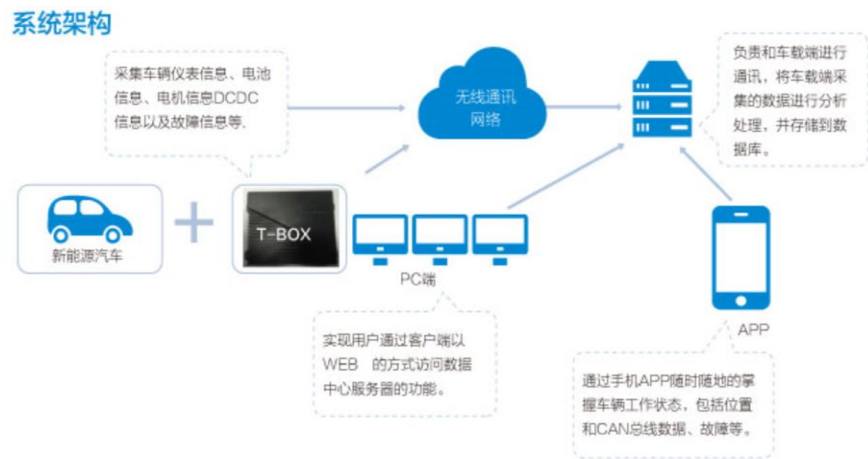 系统架构
采集车辆仪表信息、电池
信息、电机信息DCDC
信息以及故障信息等.
无线通讯
网络
负责和车载端进行
通讯，将车载端采
集的数据进行分析
处理，并存储到数
据库。
新能源汽车
T-BOX
PC端
APP
实现用户通过客户端以
WEB 的方式访问数据
中心服务器的功能。
通过手机APP随时随地的掌
握车辆工作状态，包括位置
和CAN总线数据、故障等。